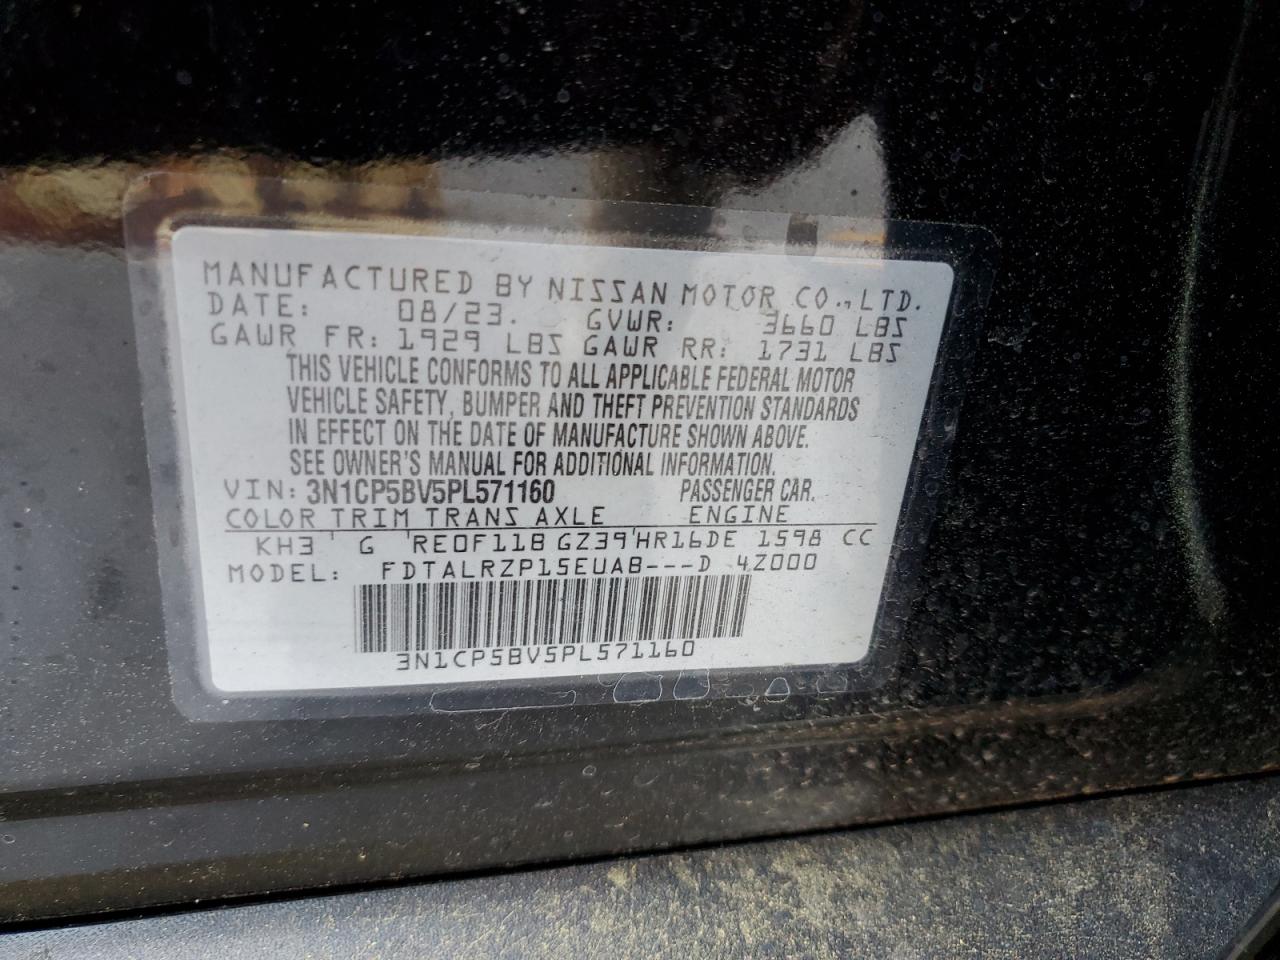 MANUFACTURED BY NISSAN MOTOR CO.,LTD.
DATE: 08/23. GVWR: 3660 LBS
GAWR FR: 1929 LBS GAWR RR: 1731 LBS
THIS VEHICLE CONFORMS TO ALL APPLICABLE FEDERAL MOTOR
VEHICLE SAFETY, BUMPER AND THEFT PREVENTION STANDARDS
IN EFFECT ON THE DATE OF MANUFACTURE SHOWN ABOVE.
SEE OWNER'S MANUAL FOR ADDITIONAL INFORMATION.
VIN: 3N1CP5BV5PL571160 PASSENGER CAR.
COLOR TRIM TRANS AXLE ENGINE
KH3 G RE0F11B GZ39 HR16DE 1598 CC
MODEL: FDTALRZP15EUAB---D 4Z000
3N1CP5BV5PL571160